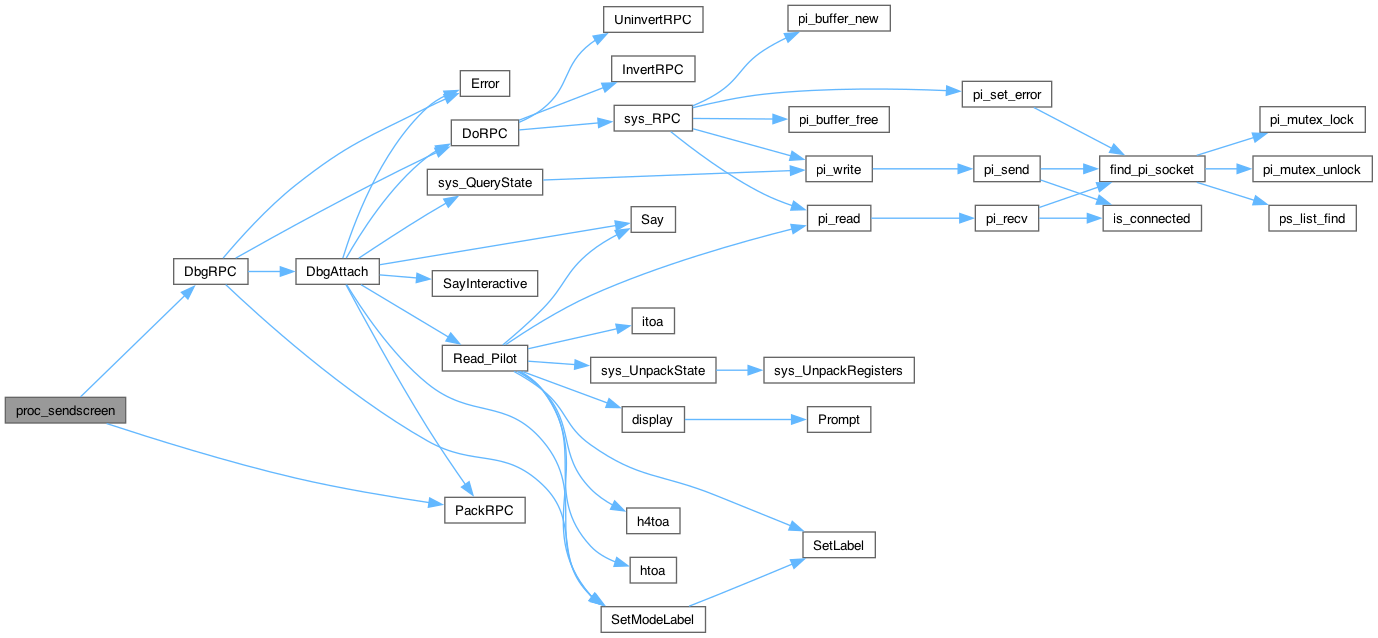 proc_sendscreen
DbgRPC
DbgAttach
Error
DoRPC
sys_QueryState
SayInteractive
Read_Pilot
PackRPC
UninvertRPC
InvertRPC
sys_RPC
Say
itoa
sys_UnpackState
display
h4toa
htoa
SetModeLabel
pi_buffer_new
pi_buffer_free
pi_write
pi_read
sys_UnpackRegisters
Prompt
SetLabel
pi_set_error
pi_send
pi_recv
find_pi_socket
is_connected
pi_mutex_lock
pi_mutex_unlock
ps_list_find